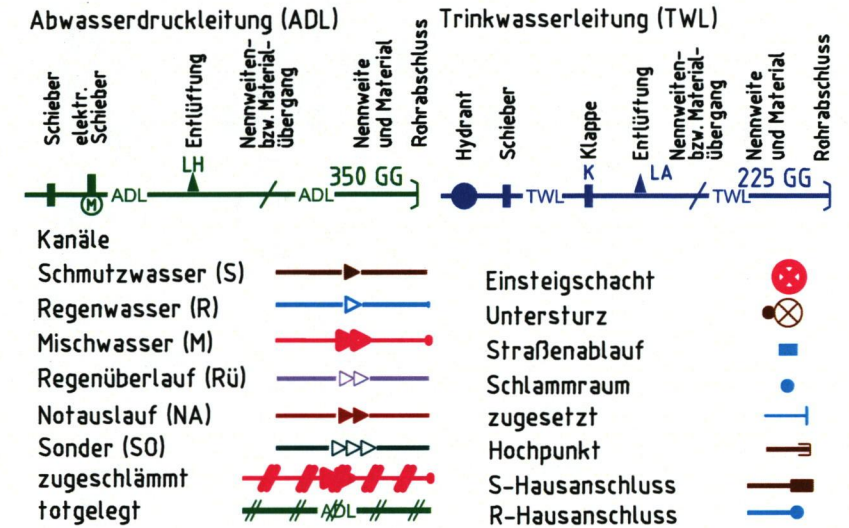 Abwasserdruckleitung (ADL)
Schieber
elektr.
Schieber
Entlüftung
Nennweiten-
bzw. Material-
übergang
Nennweite
und Material
Rohrabschluss
LH
350 GG
M
ADL
ADL
Trinkwasserleitung (TWL)
Hydrant
Schieber
Klappe
Entlüftung
Nennweiten-
bzw. Material-
übergang
Nennweite
und Material
Rohrabschluss
K
LA
225 GG
TWL
TWL
Kanäle
Schmutzwasser (S)
Regenwasser (R)
Mischwasser (M)
Regenüberlauf (Rü)
Notauslauf (NA)
Sonder (SO)
zugeschlämmt
totgelegt
ADL
Einsteigschacht
Untersturz
Straßenablauf
Schlammraum
zugesetzt
Hochpunkt
S-Hausanschluss
R-Hausanschluss